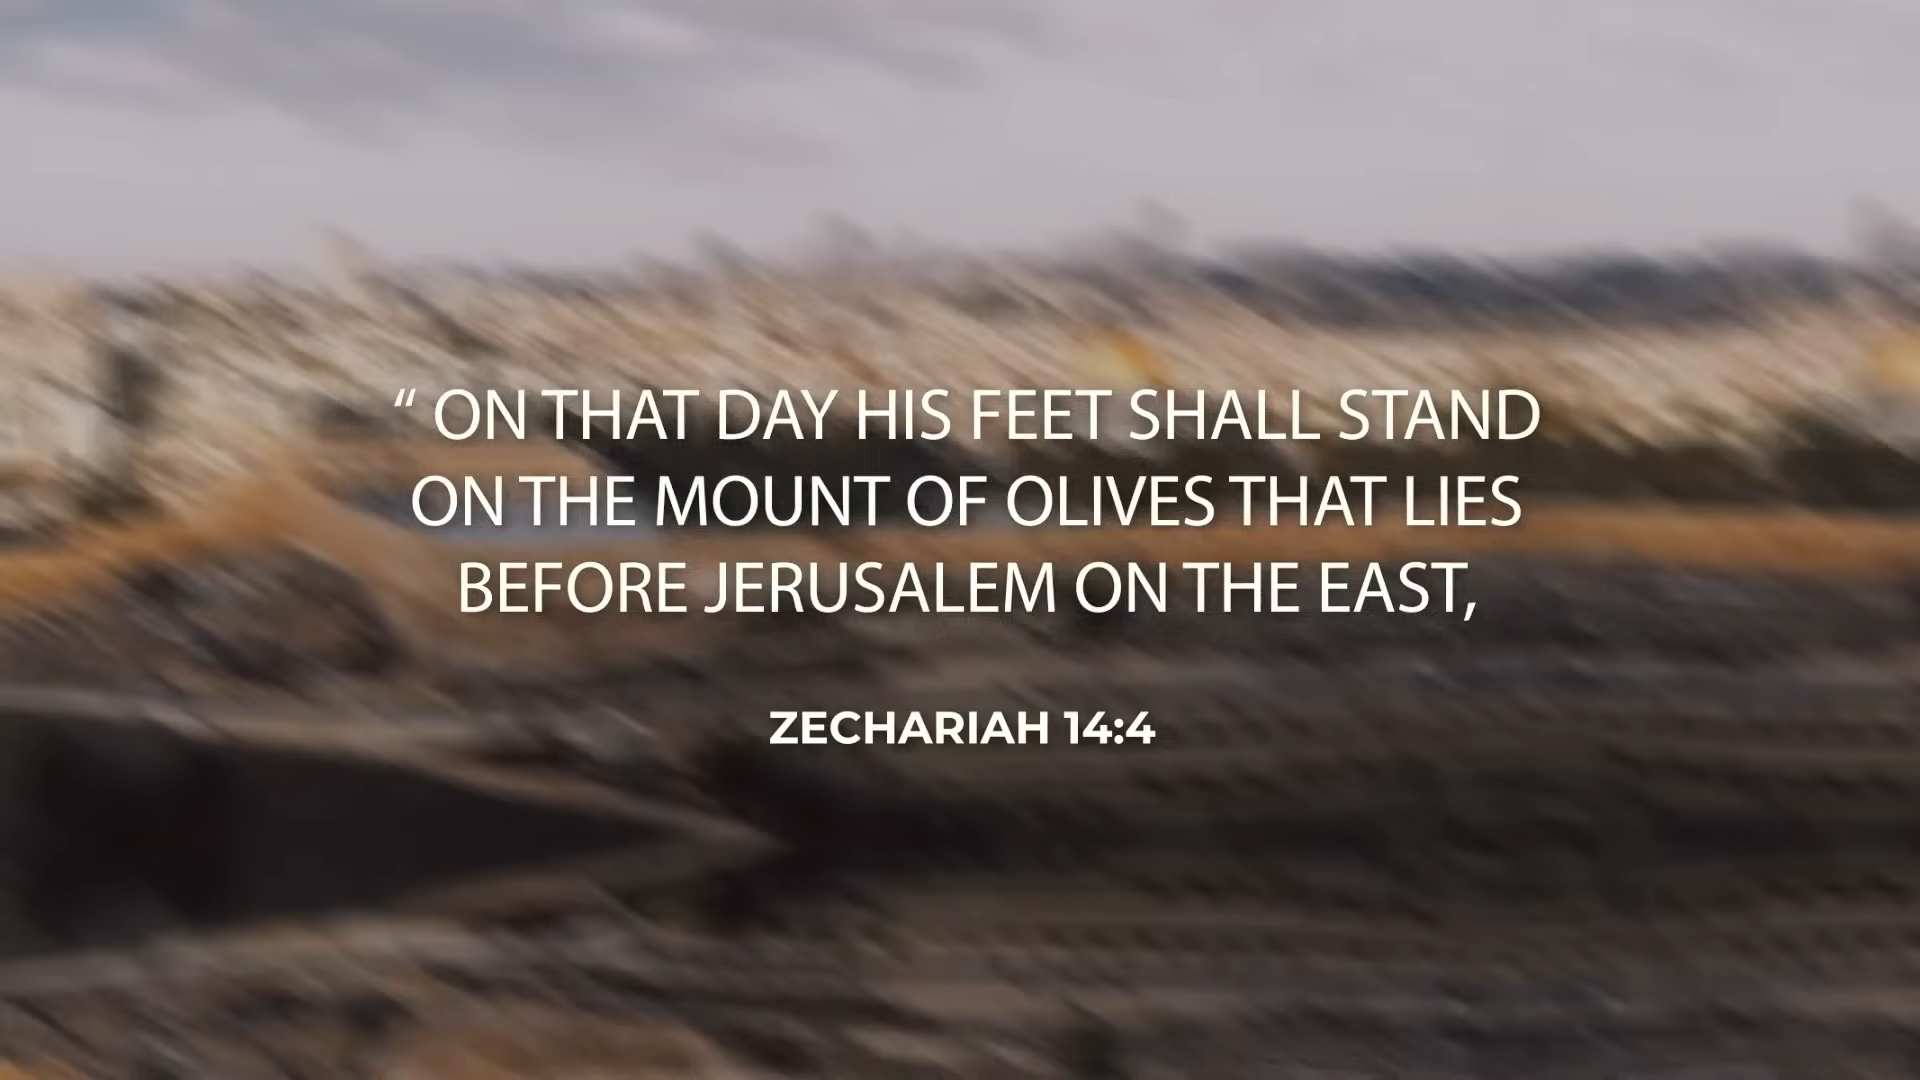 “ ON THAT DAY HIS FEET SHALL STAND
ON THE MOUNT OF OLIVES THAT LIES
BEFORE JERUSALEM ON THE EAST,
ZECHARIAH 14:4